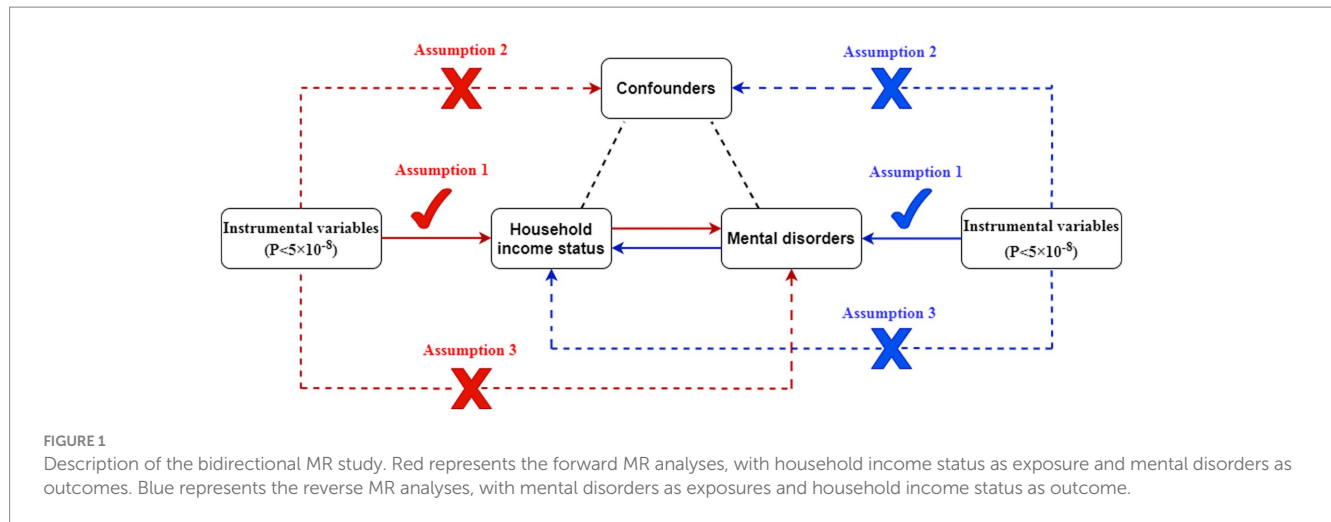 Assumption 2
Assumption 2
Confounders
Assumption 1
Assumption 1
Instrumental variables
(P<5×10⁻⁸)
Household
income status
Mental disorders
Instrumental variables
(P<5×10⁻⁸)
Assumption 3
Assumption 3
FIGURE 1
Description of the bidirectional MR study. Red represents the forward MR analyses, with household income status as exposure and mental disorders as
outcomes. Blue represents the reverse MR analyses, with mental disorders as exposures and household income status as outcome.